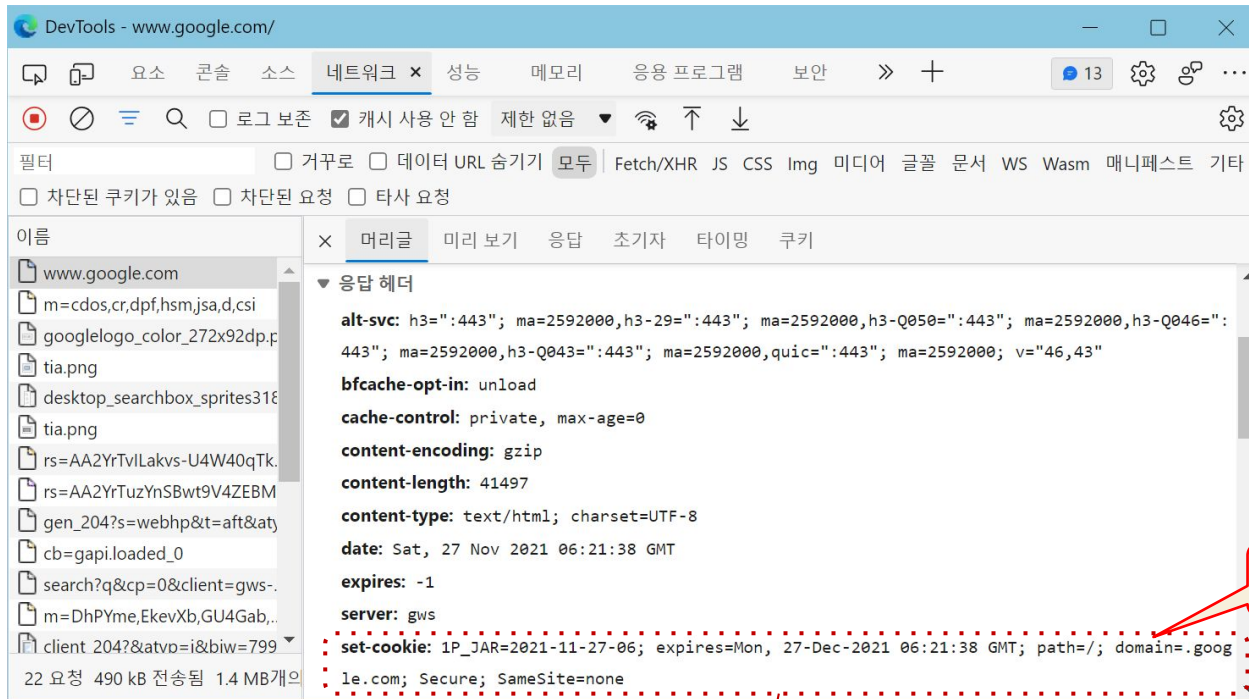 DevTools - www.google.com/
요소 콘솔 소스 네트워크 성능 메모리 응용 프로그램 보안 13
로그 보존 캐시 사용 안 함 제한 없음
필터 거꾸로 데이터 URL 숨기기 모두 Fetch/XHR JS CSS Img 미디어 글꼴 문서 WS Wasm 매니페스트 기타
차단된 쿠키가 있음 차단된 요청 타사 요청
이름
www.google.com
m=cdos,cr,dpf,hsm,jsa,d,csi
googlelogo_color_272x92dp.p
tia.png
desktop_searchbox_sprites318
tia.png
rs=AA2YrTvILakvs-U4W40qTk.
rs=AA2YrTuzYnSBwt9V4ZEBM
gen_204?s=webhp&t=aft&aty
cb=gapi.loaded_0
search?q&cp=0&client=gws-.
m=DhPYme,EkevXb,GU4Gab,..
client_204?&atyp=i&biw=799
22 요청 490 kB 전송됨 1.4 MB개의
머리글 미리 보기 응답 초기자 타이밍 쿠키
응답 헤더
alt-svc: h3=":443"; ma=2592000,h3-29=":443"; ma=2592000,h3-Q050=":443"; ma=2592000,h3-Q046=":
443"; ma=2592000,h3-Q043=":443"; ma=2592000,quic=":443"; ma=2592000; v="46,43"
bfcache-opt-in: unload
cache-control: private, max-age=0
content-encoding: gzip
content-length: 41497
content-type: text/html; charset=UTF-8
date: Sat, 27 Nov 2021 06:21:38 GMT
expires: -1
server: gws
set-cookie: 1P_JAR=2021-11-27-06; expires=Mon, 27-Dec-2021 06:21:38 GMT; path=/; domain=.goog
le.com; Secure; SameSite=none